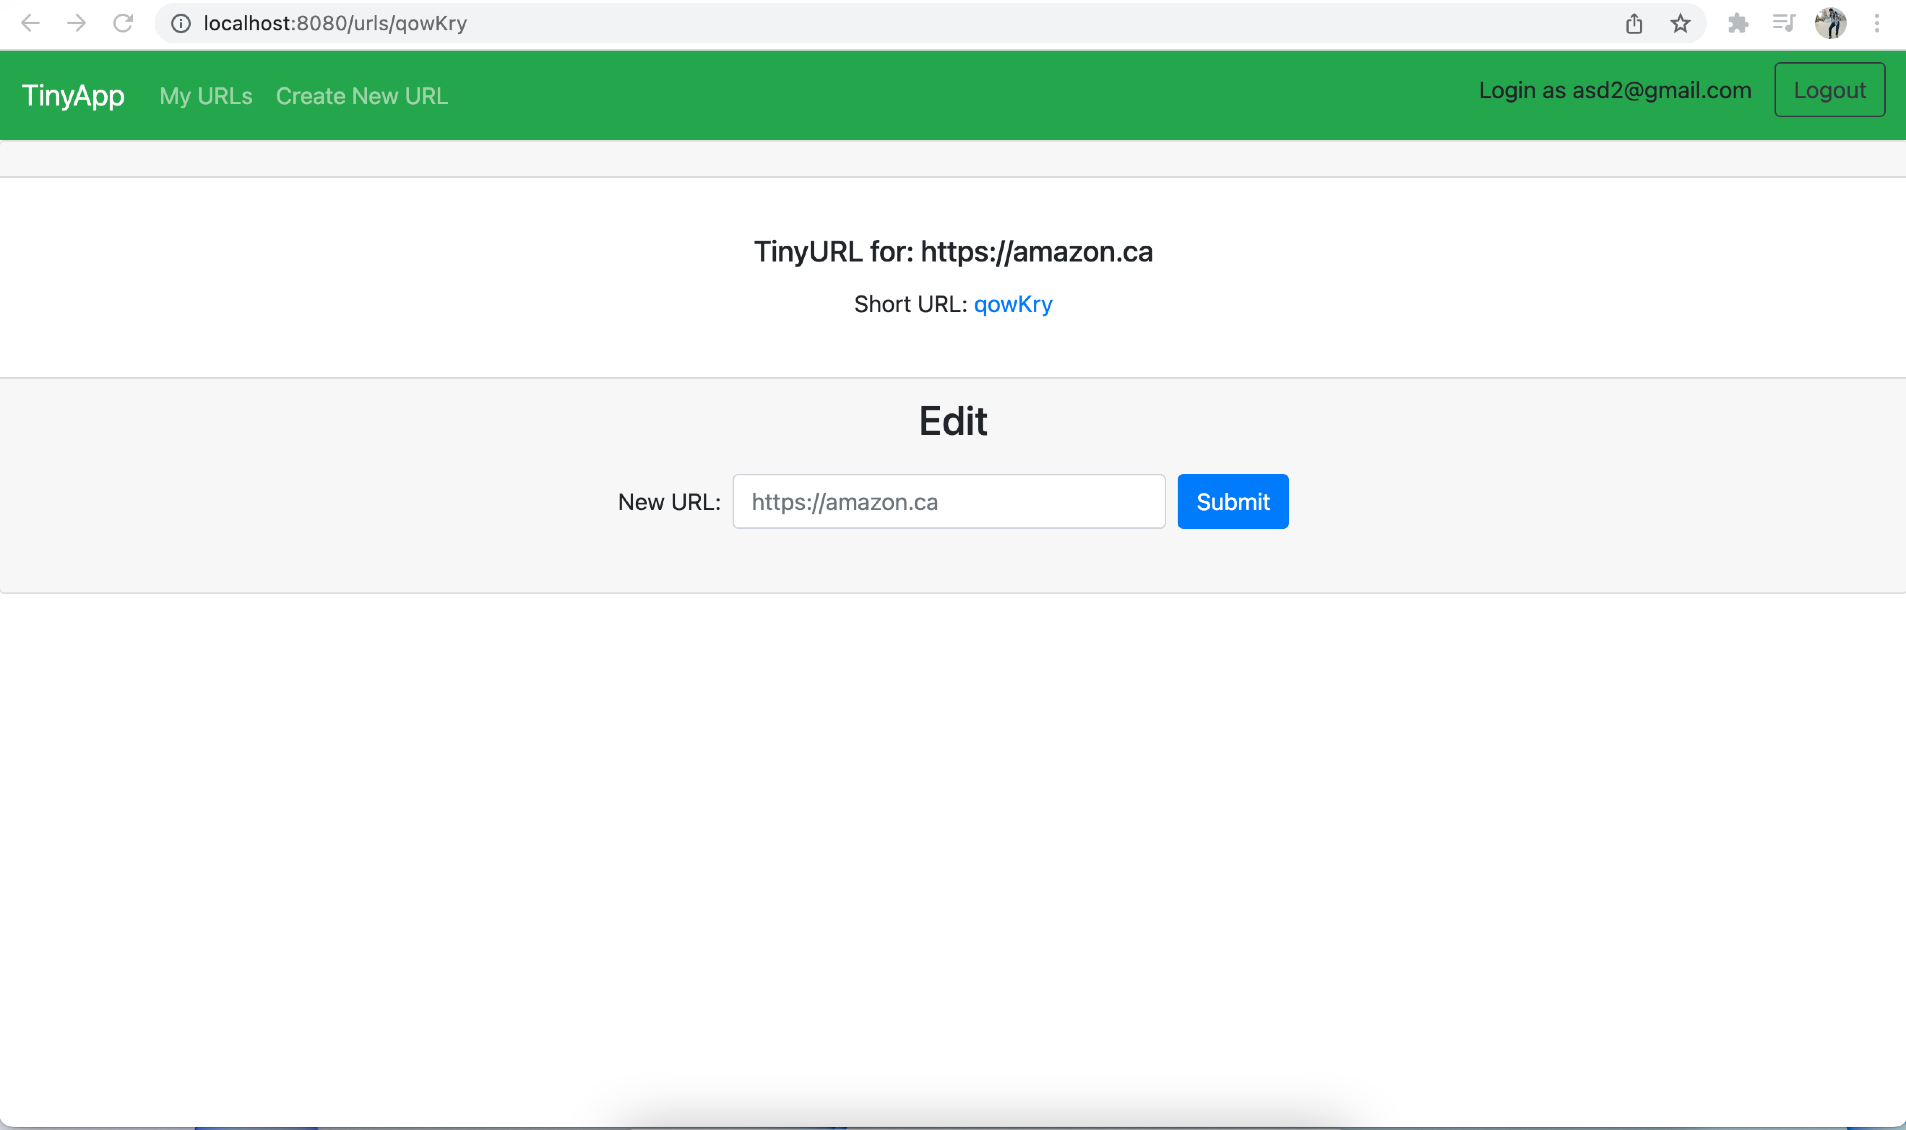 localhost:8080/urls/qowKry
TinyApp My URLs Create New URL Login as asd2@gmail.com Logout
TinyURL for: https://amazon.ca
Short URL: qowKry
Edit
New URL: https://amazon.ca Submit